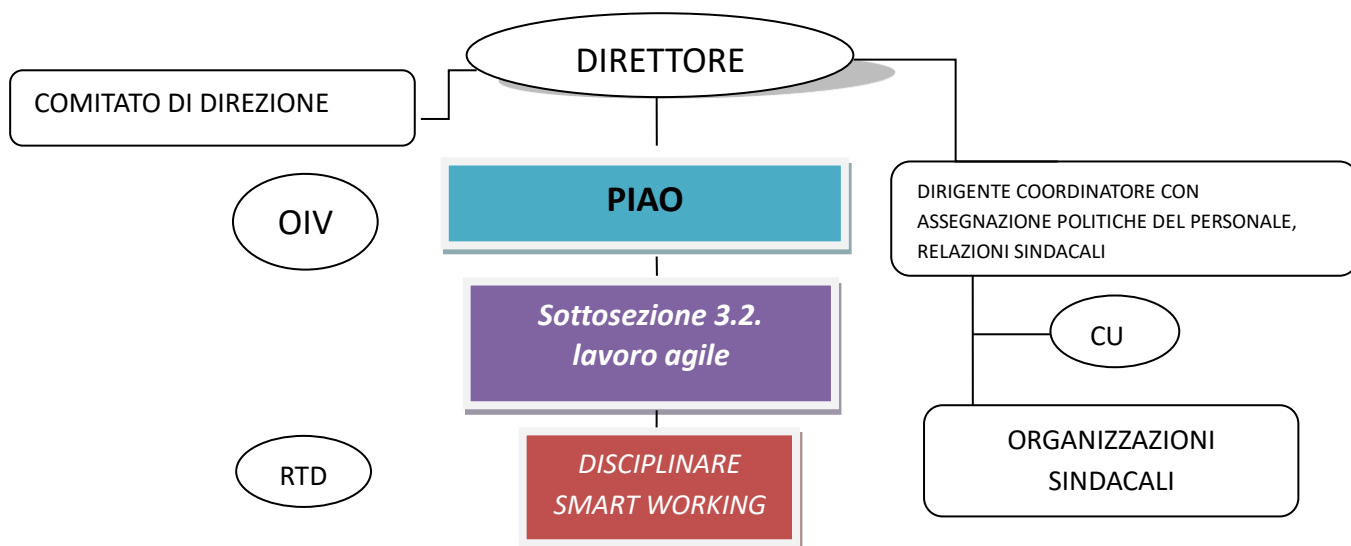 DIRETTORE
COMITATO DI DIREZIONE
PIAO
OIV
DIRIGENTE COORDINATORE CON
ASSEGNAZIONE POLITICHE DEL PERSONALE,
RELAZIONI SINDACALI
Sottosezione 3.2.
lavoro agile
CU
ORGANIZZAZIONI
SINDACALI
RTD
DISCIPLINARE
SMART WORKING